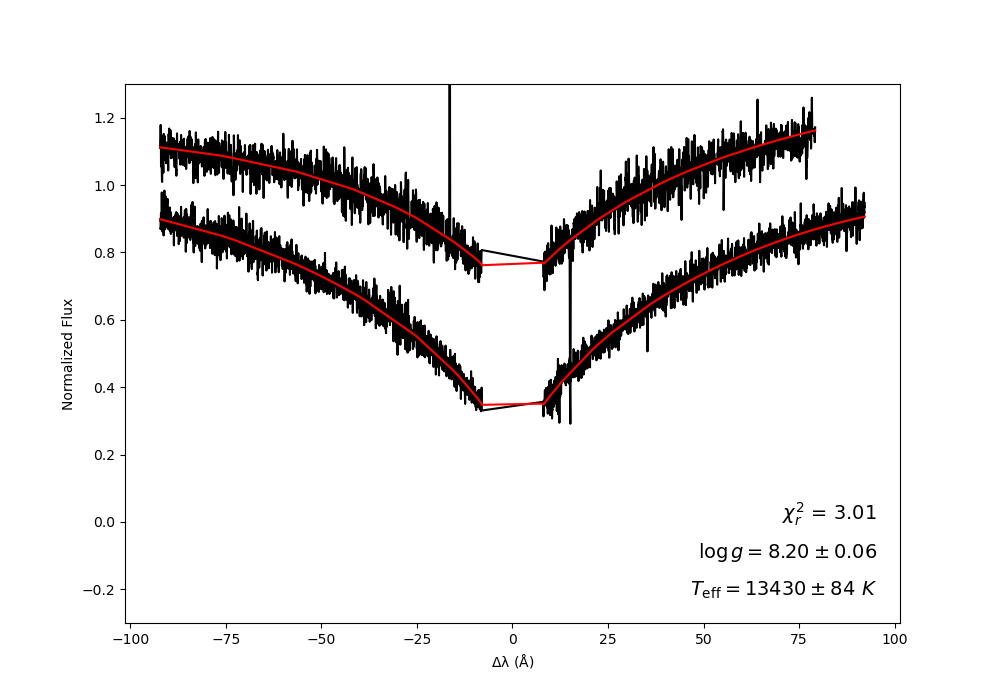 1.2
1.0
0.8
0.6
0.4
0.2
0.0
−0.2
Normalized Flux
χ²ᵣ = 3.01
log g = 8.20 ± 0.06
T_eff = 13430 ± 84 K
−100 −75 −50 −25 0 25 50 75 100
Δλ (Å)